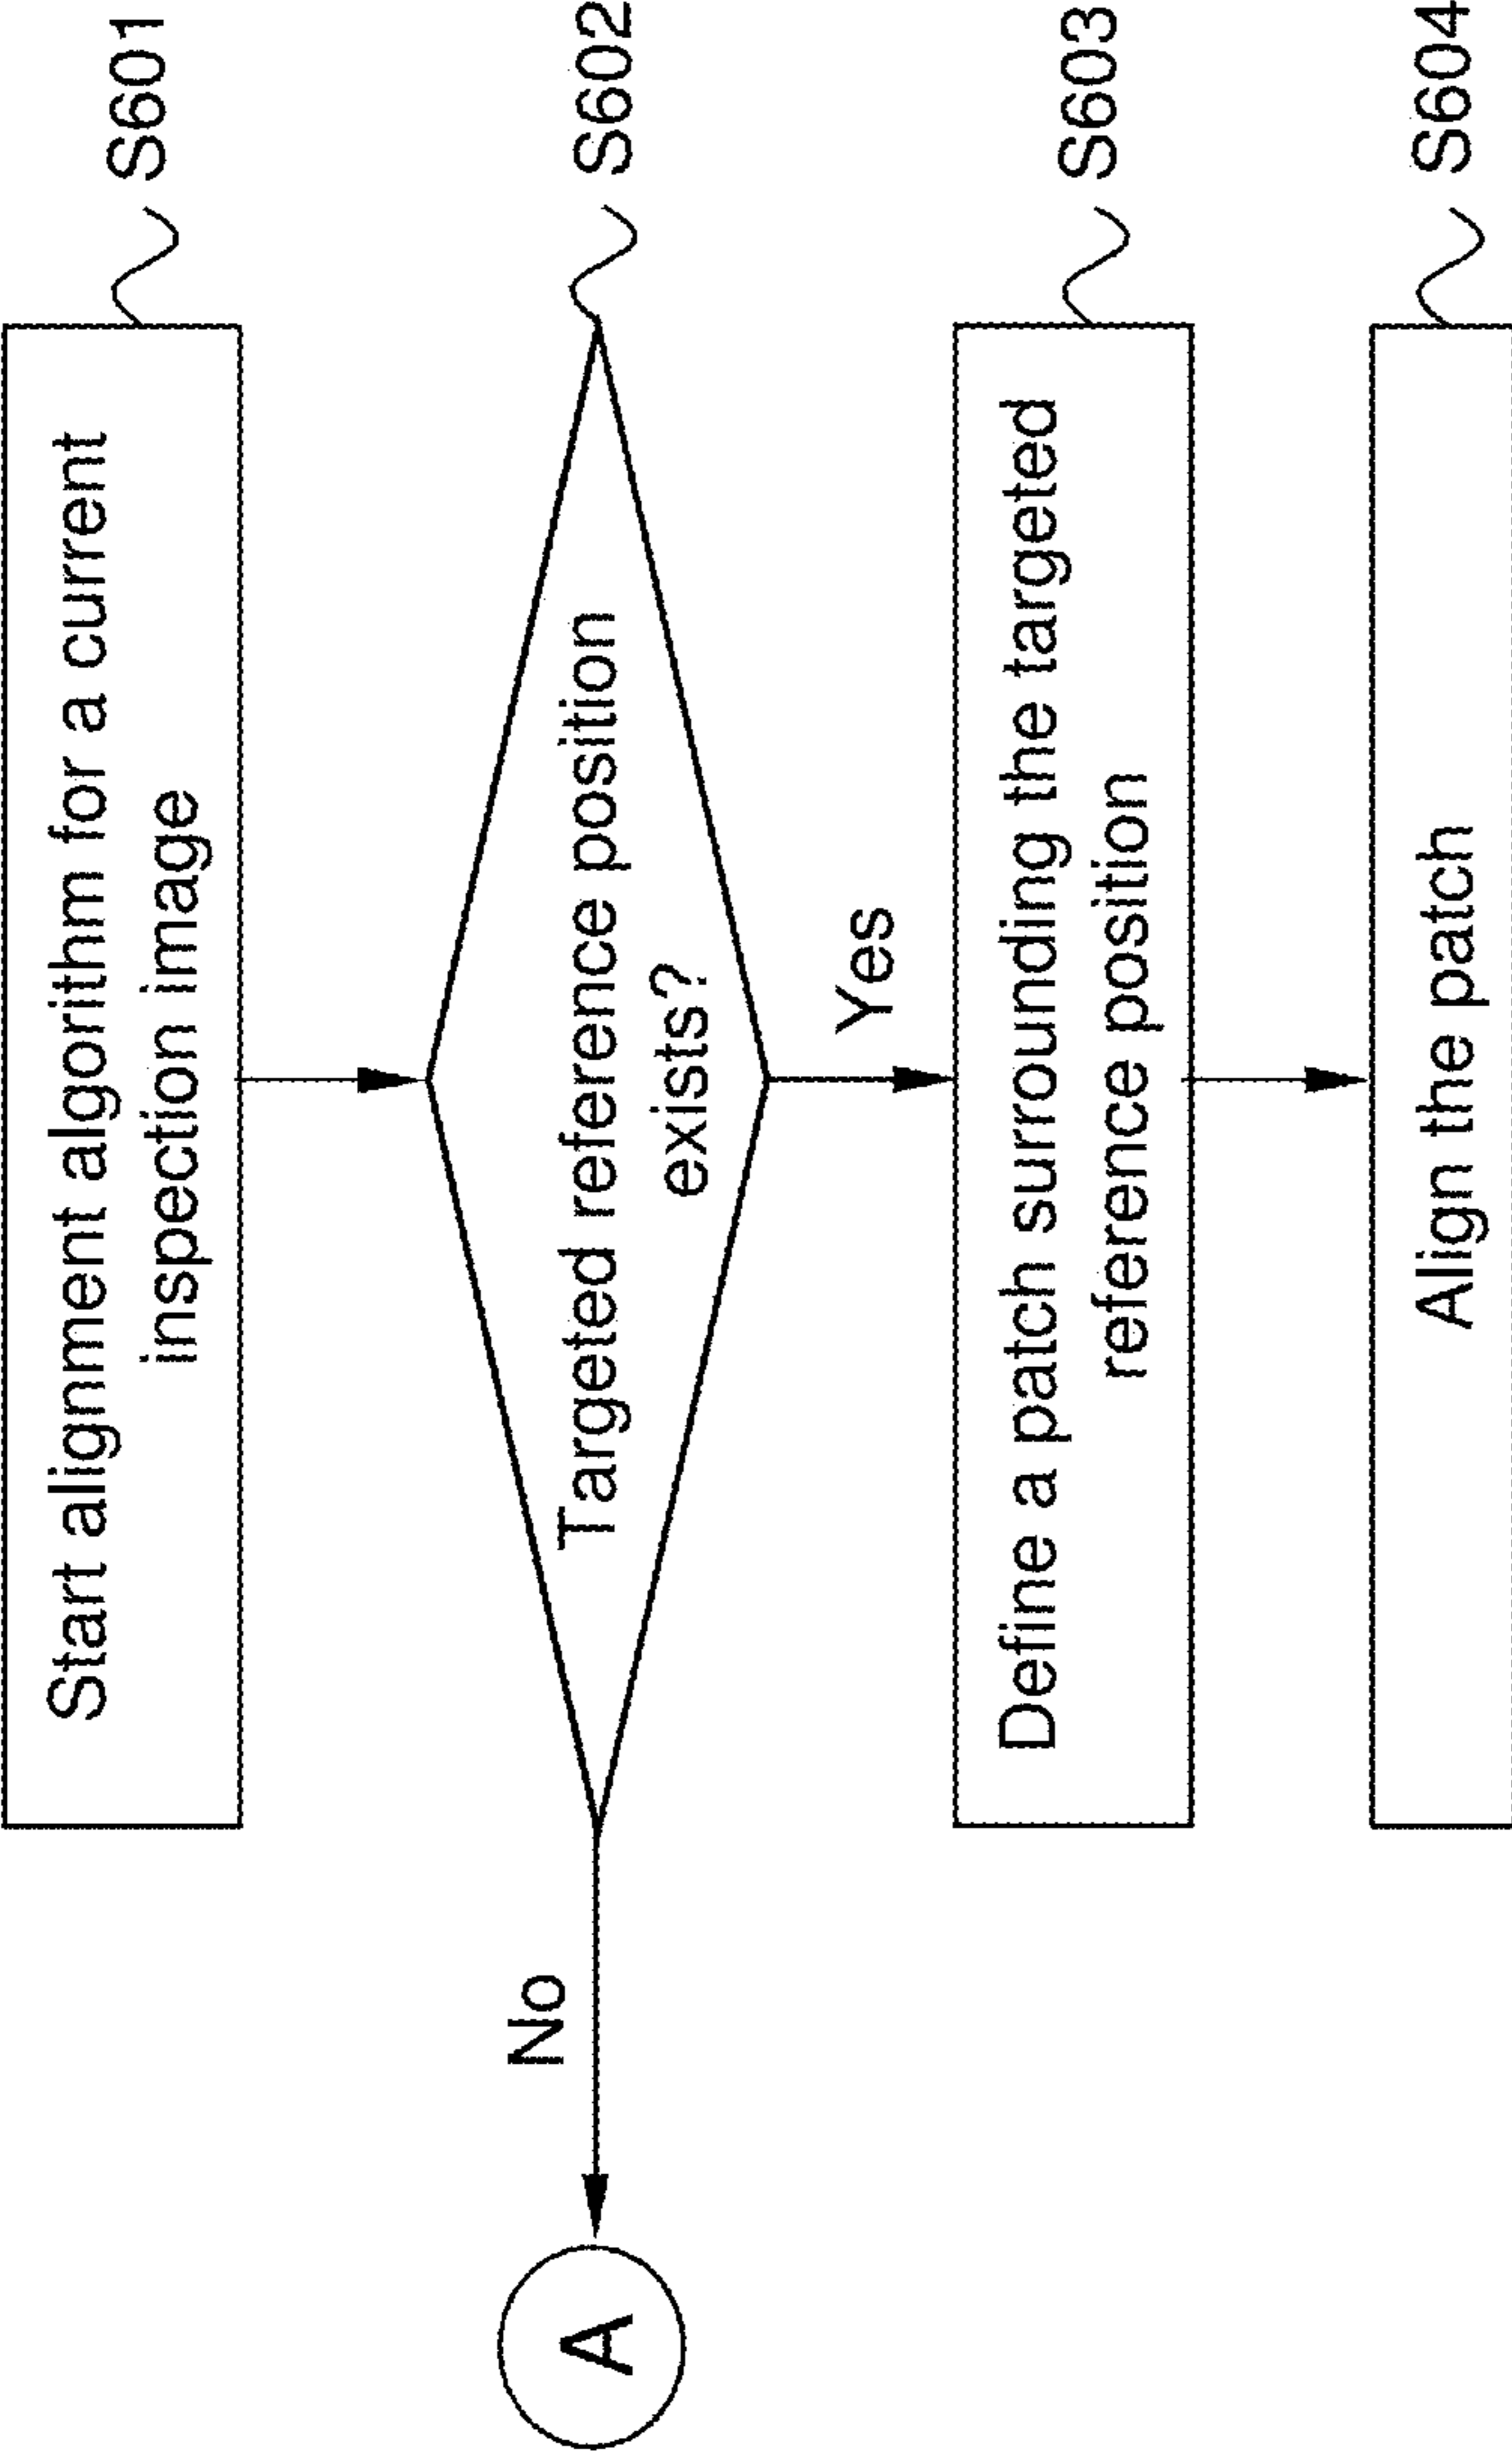 Start alignment algorithm for a current
inspection image
S601
Targeted reference position
exists?
S602
No
A
Yes
Define a patch surrounding the targeted
reference position
S603
Align the patch
S604